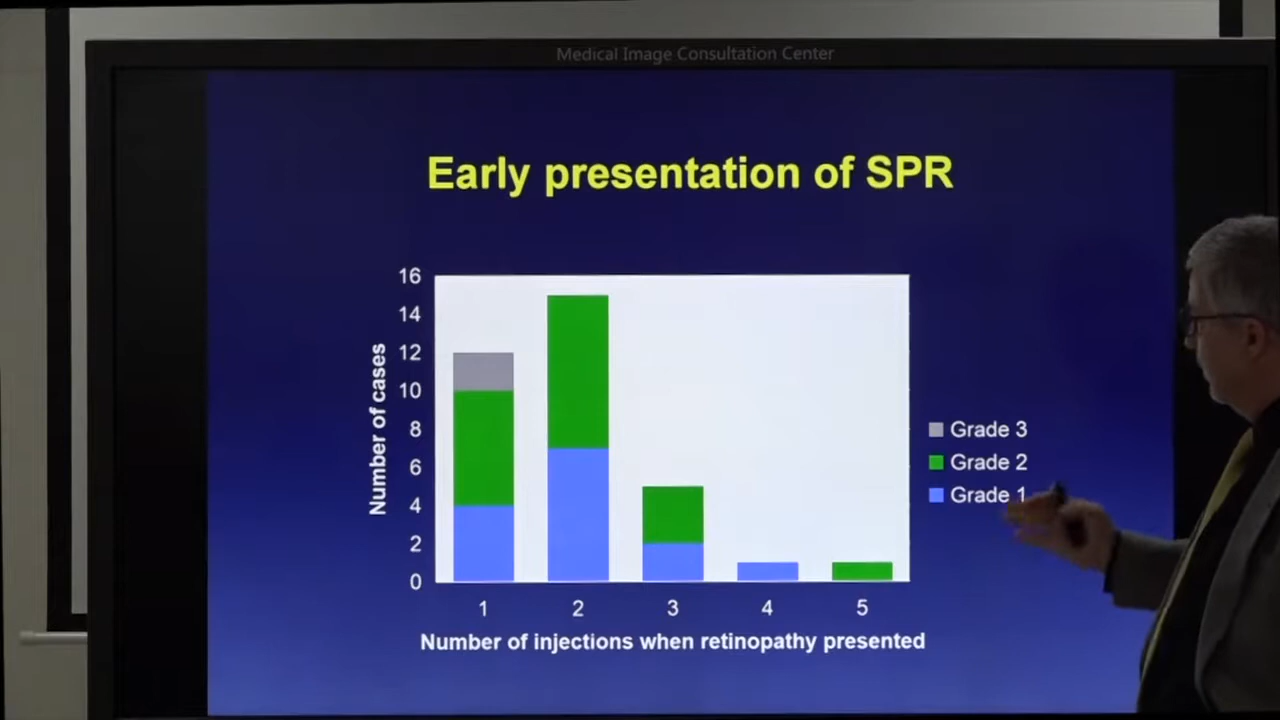 Medical Image Consultation Center
Early presentation of SPR
16
14
12
10
8
6
4
2
0
Number of cases
1 2 3 4 5
Number of injections when retinopathy presented
Grade 3
Grade 2
Grade 1